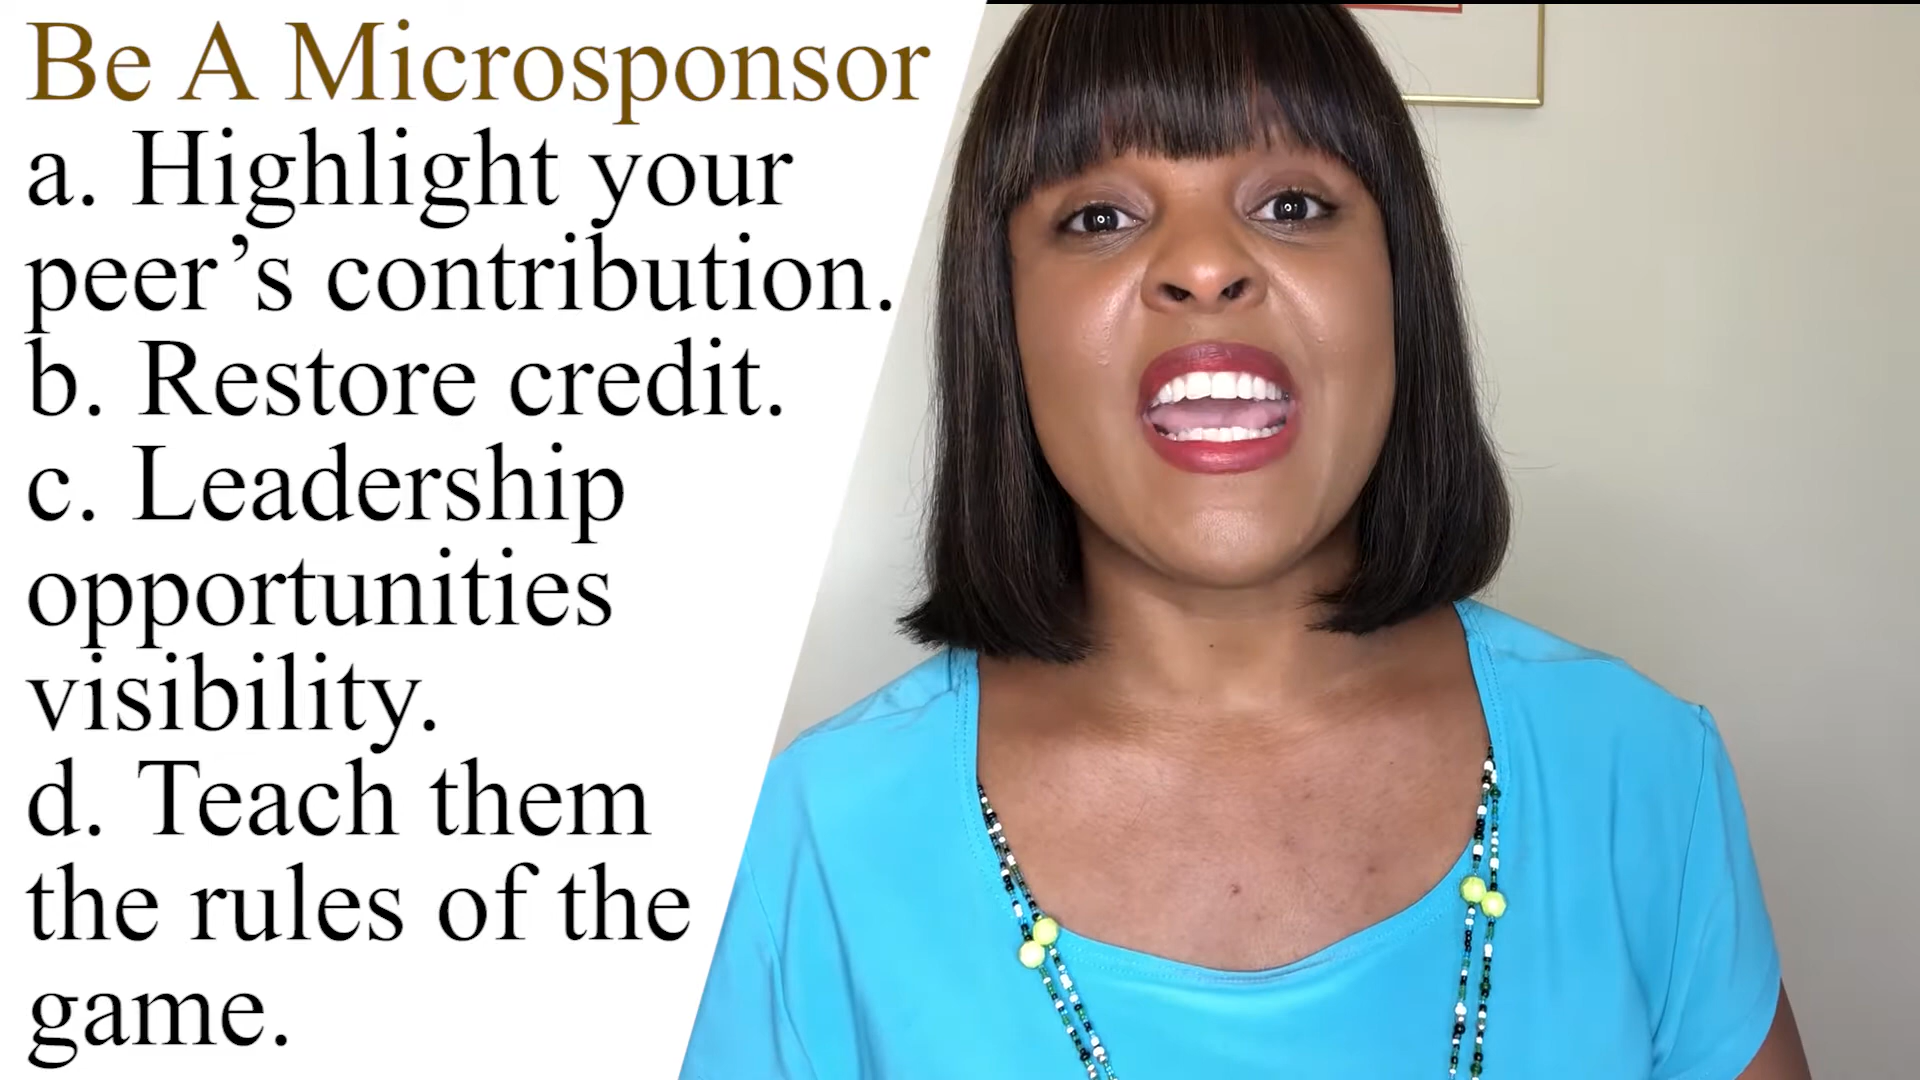 Be A Microsponsor
a. Highlight your
peer’s contribution.
b. Restore credit.
c. Leadership
opportunities
visibility.
d. Teach them
the rules of the
game.